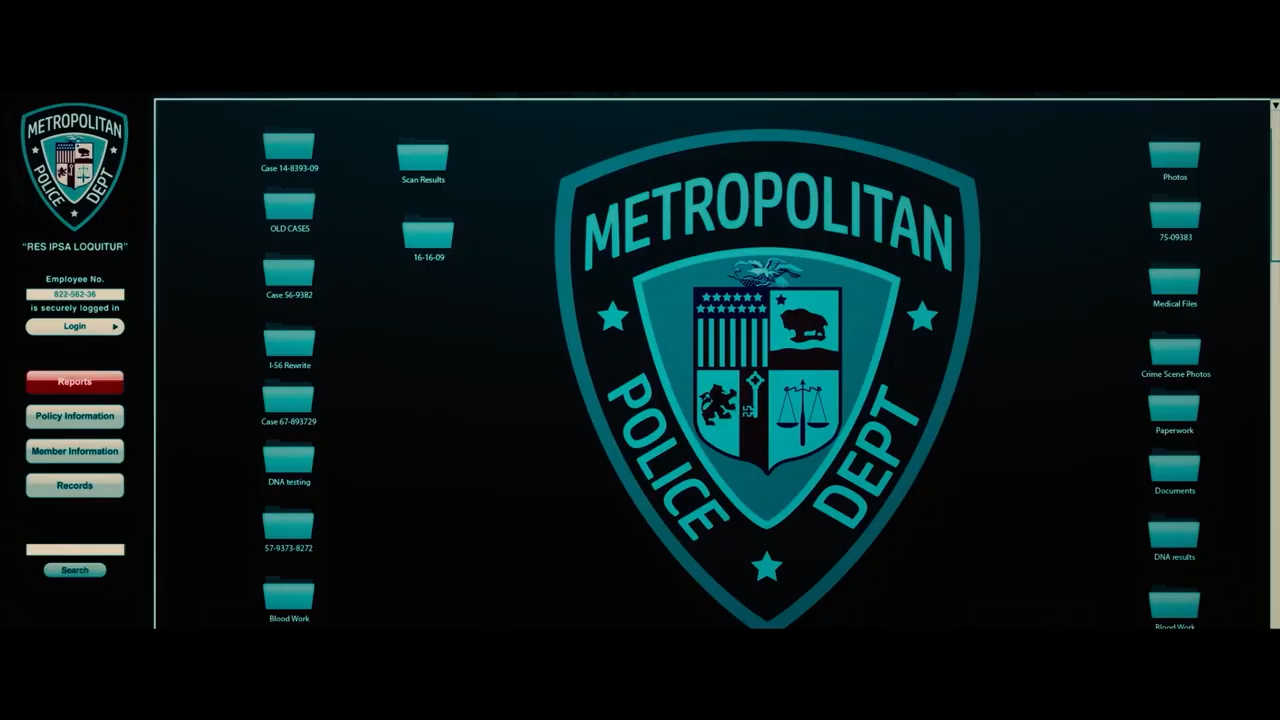 METROPOLITAN
POLICE DEPT
"RES IPSA LOQUITUR"
Employee No.
822-562-36
is securely logged in
Login
Reports
Policy Information
Member Information
Records
Search
Case 14-8393-09
OLD CASES
Case 56-9382
I-56 Rewrite
Case 67-893729
DNA testing
57-9373-8272
Blood Work
Scan Results
16-16-09
METROPOLITAN
POLICE DEPT
Photos
75-09383
Medical Files
Crime Scene Photos
Paperwork
Documents
DNA results
Blood Work